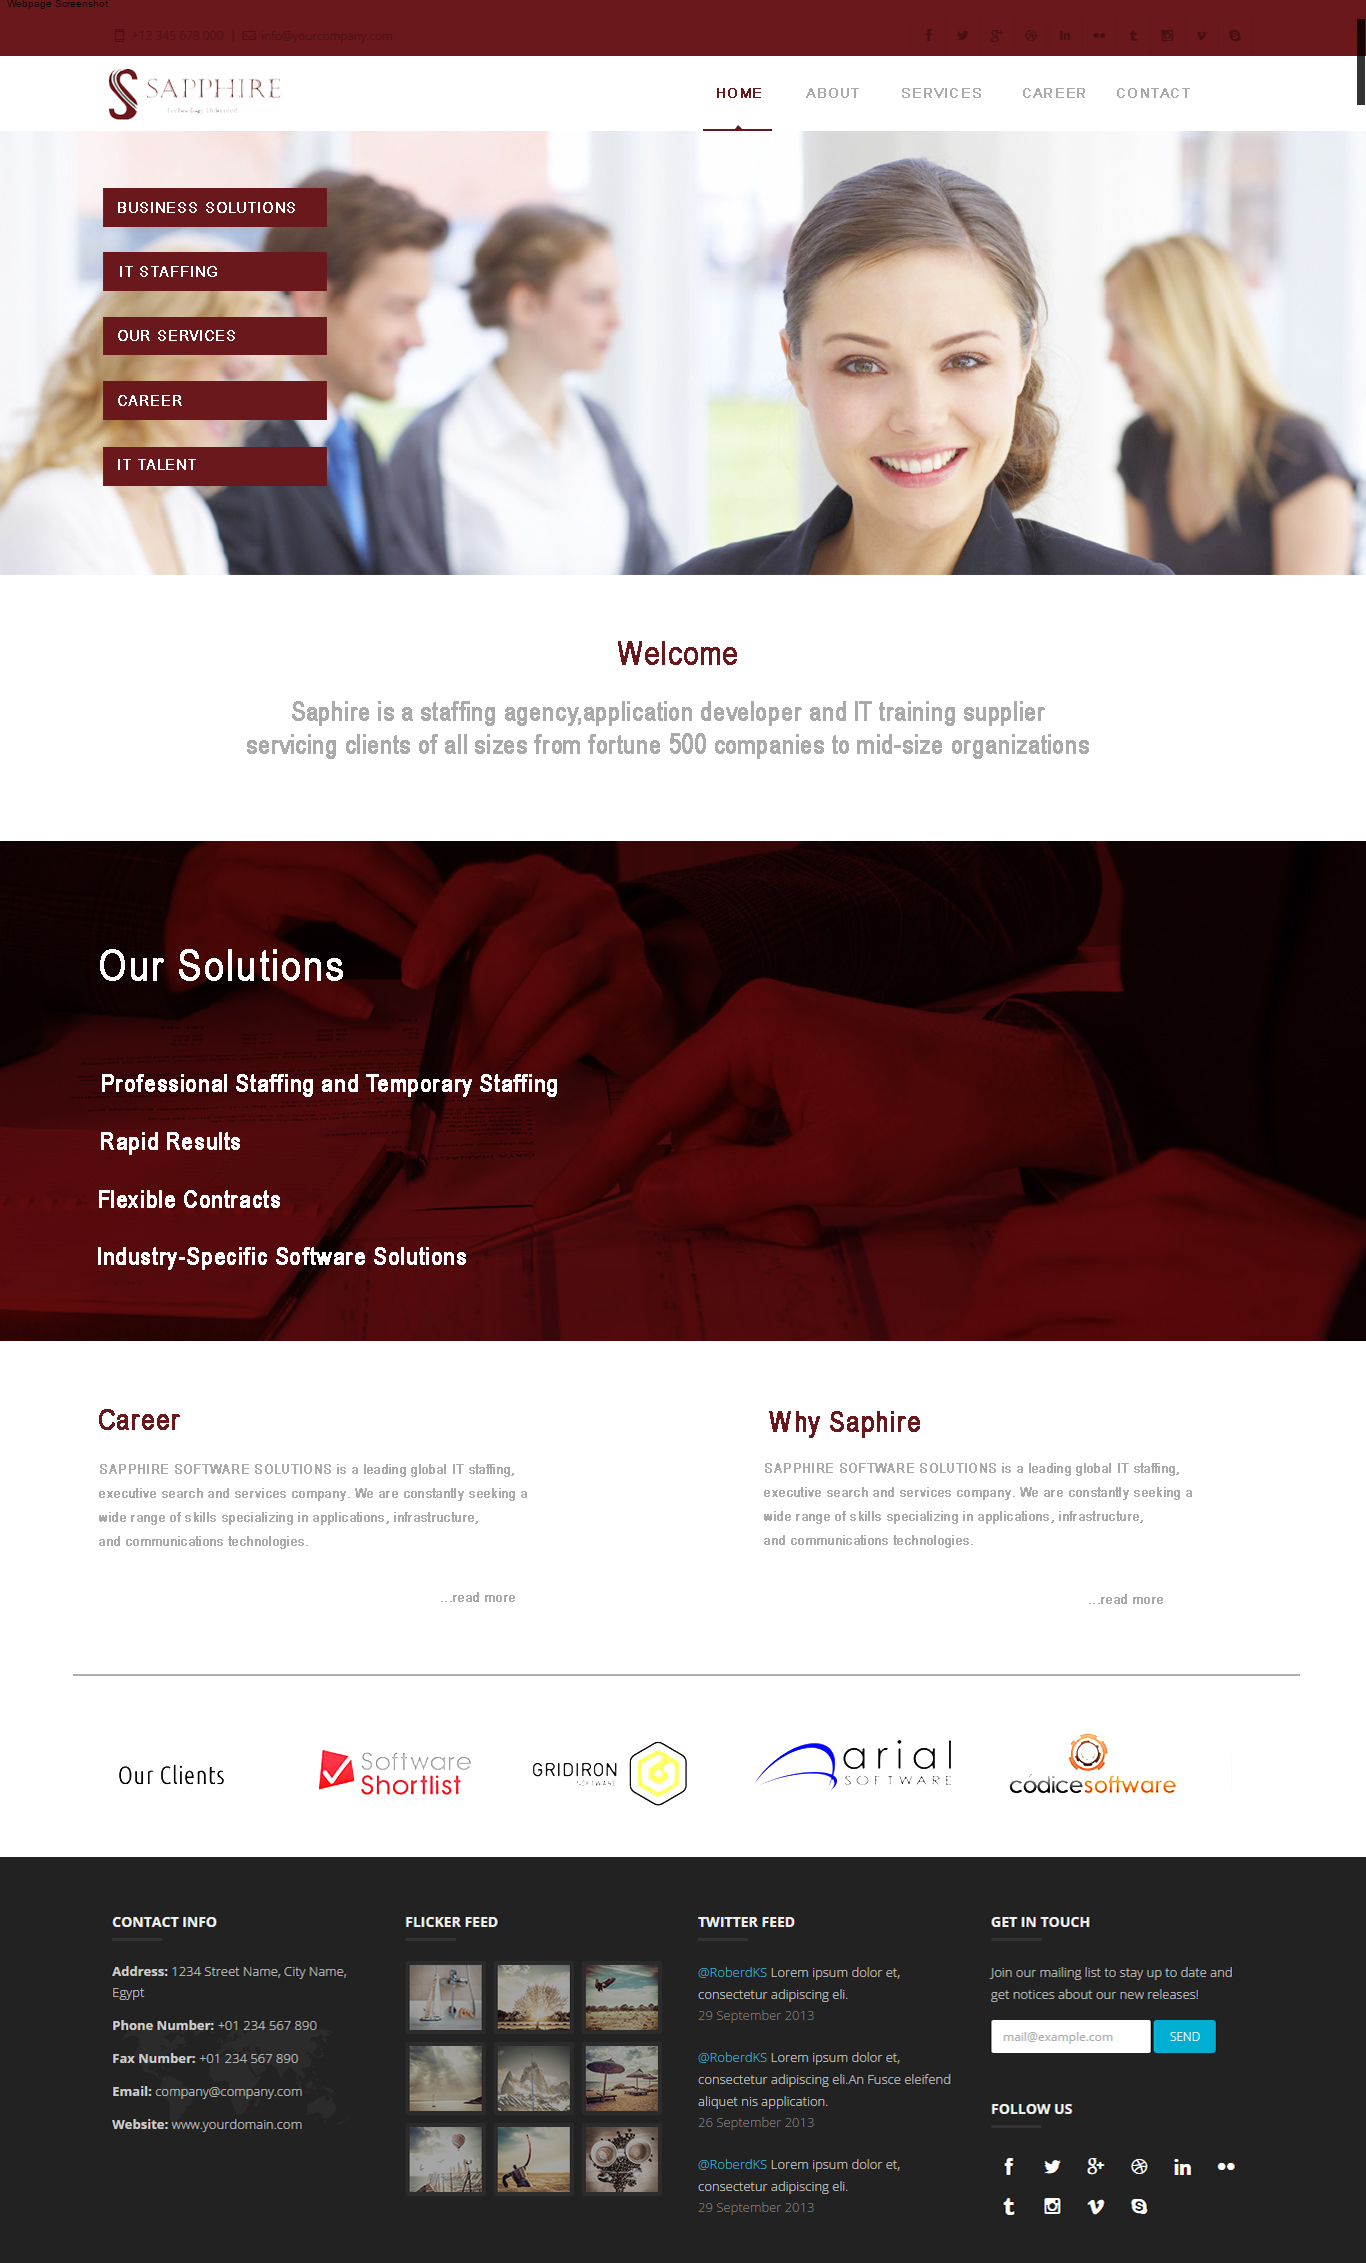 Webpage Screenshot
+12 345 678 000 | info@yourcompany.com
SAPPHIRE
HOME ABOUT SERVICES CAREER CONTACT
BUSINESS SOLUTIONS
IT STAFFING
OUR SERVICES
CAREER
IT TALENT
Welcome
Saphire is a staffing agency,application developer and IT training supplier
servicing clients of all sizes from fortune 500 companies to mid-size organizations
Our Solutions
Professional Staffing and Temporary Staffing
Rapid Results
Flexible Contracts
Industry-Specific Software Solutions
Career
SAPPHIRE SOFTWARE SOLUTIONS is a leading global IT staffing,
executive search and services company. We are constantly seeking a
wide range of skills specializing in applications, infrastructure,
and communications technologies.
...read more
Why Saphire
SAPPHIRE SOFTWARE SOLUTIONS is a leading global IT staffing,
executive search and services company. We are constantly seeking a
wide range of skills specializing in applications, infrastructure,
and communications technologies.
...read more
Our Clients
Software
Shortlist
GRIDIRON
SOFTWARE
arial
SOFTWARE
códicesoftware
CONTACT INFO
Address: 1234 Street Name, City Name,
Egypt
Phone Number: +01 234 567 890
Fax Number: +01 234 567 890
Email: company@company.com
Website: www.yourdomain.com
FLICKER FEED
TWITTER FEED
@RoberdKS Lorem ipsum dolor et,
consectetur adipiscing eli.
29 September 2013
@RoberdKS Lorem ipsum dolor et,
consectetur adipiscing eli.An Fusce eleifend
aliquet nis application.
26 September 2013
@RoberdKS Lorem ipsum dolor et,
consectetur adipiscing eli.
29 September 2013
GET IN TOUCH
Join our mailing list to stay up to date and
get notices about our new releases!
mail@example.com SEND
FOLLOW US